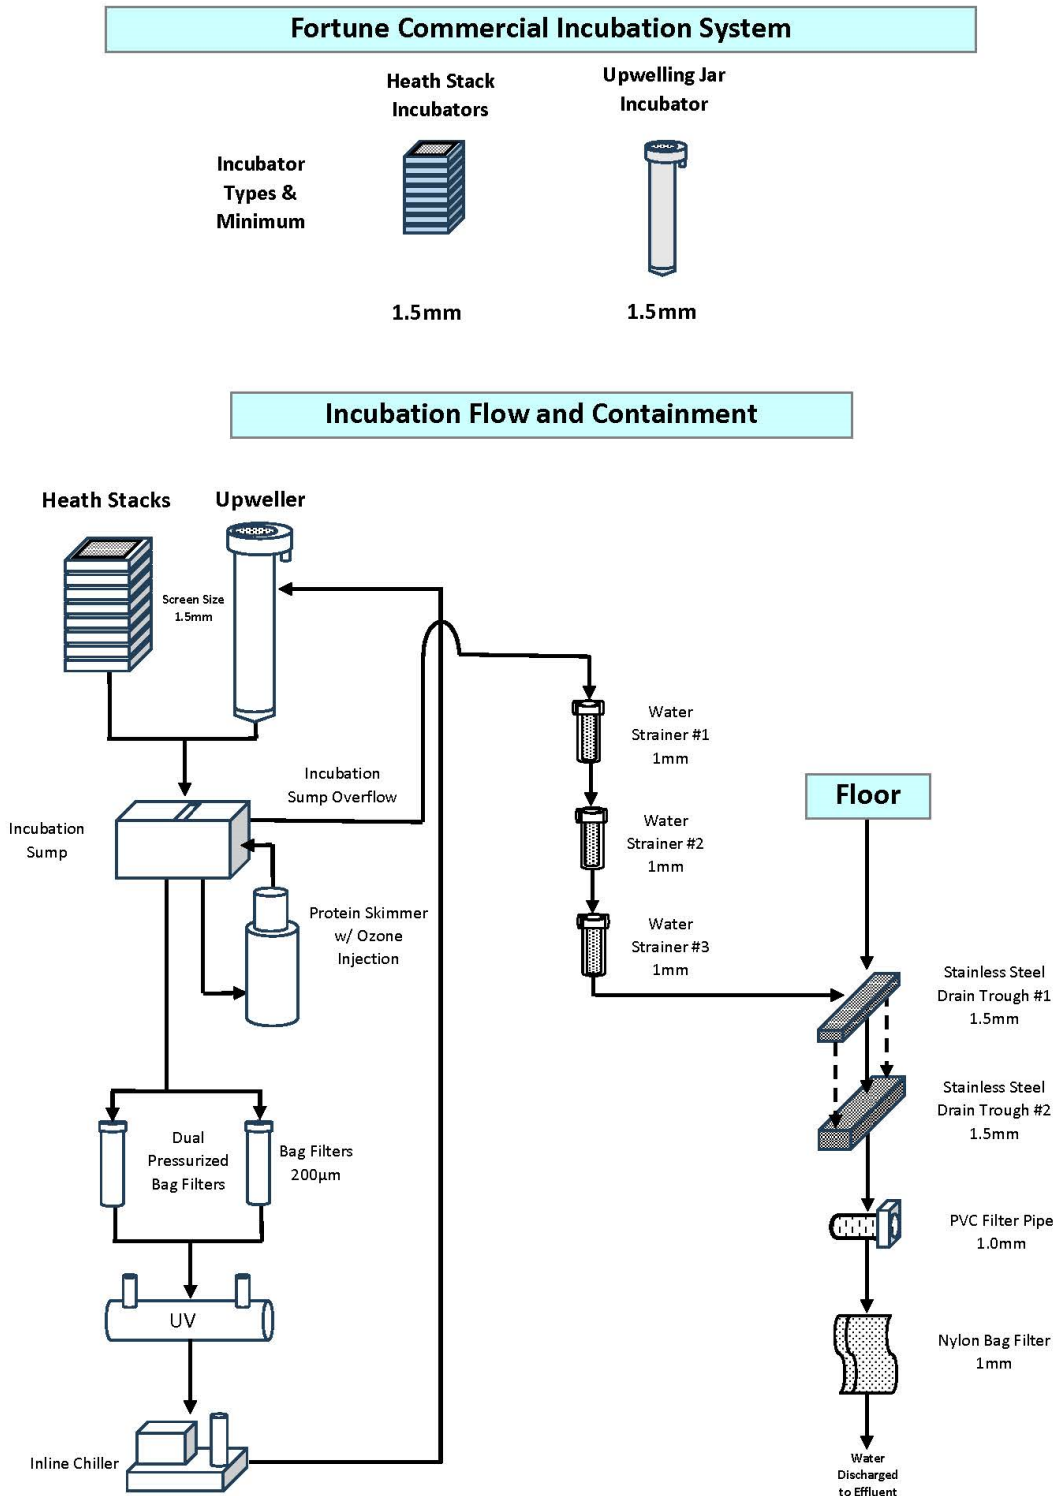 Fortune Commercial Incubation System
Heath Stack
Incubators
Upwelling Jar
Incubator
Incubator
Types &
Minimum
1.5mm
1.5mm
Incubation Flow and Containment
Heath Stacks
Upweller
Screen Size
1.5mm
Water
Strainer #1
1mm
Incubation
Sump Overflow
Floor
Incubation
Sump
Water
Strainer #2
1mm
Protein Skimmer
w/ Ozone
Injection
Water
Strainer #3
1mm
Stainless Steel
Drain Trough #1
1.5mm
Stainless Steel
Drain Trough #2
1.5mm
Dual
Pressurized
Bag Filters
Bag Filters
200µm
PVC Filter Pipe
1.0mm
UV
Nylon Bag Filter
1mm
Inline Chiller
Water
Discharged
to Effluent